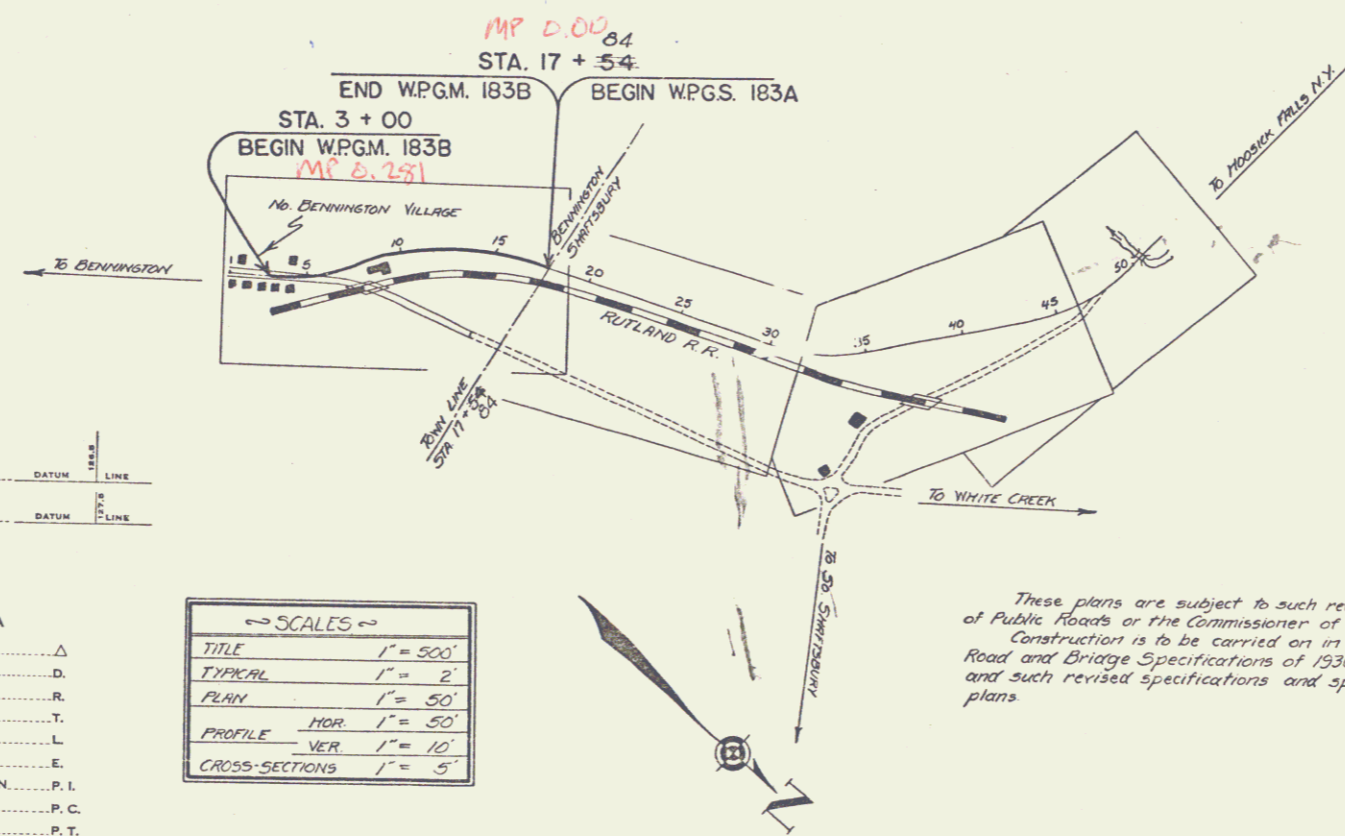 MP 0.00
84
STA. 17 + 54
END W.P.G.M. 183B
BEGIN W.P.G.S. 183A
STA. 3 + 00
BEGIN W.P.G.M. 183B
MP 0.281
No. BENNINGTON VILLAGE
TO BENNINGTON
BENNINGTON
SHAFTSBURY
TO HOOSICK FALLS N.Y.
1
5
10
15
20
25
30
35
40
45
50
RUTLAND R.R.
TOWN LINE
STA. 17+54
84
TO WHITE CREEK
TO SO. SHAFTSBURY
DATUM 126.5 LINE
DATUM 127.5 LINE
△
D.
R.
T.
L.
E.
N P. I.
P. C.
P. T.
~ SCALES ~
TITLE 1" = 500'
TYPICAL 1" = 2'
PLAN 1" = 50'
PROFILE HOR. 1" = 50'
VER. 1" = 10'
CROSS-SECTIONS 1" = 5'
N
These plans are subject to such re
of Public Roads or the Commissioner of
Construction is to be carried on in
Road and Bridge Specifications of 193
and such revised specifications and sp
plans.